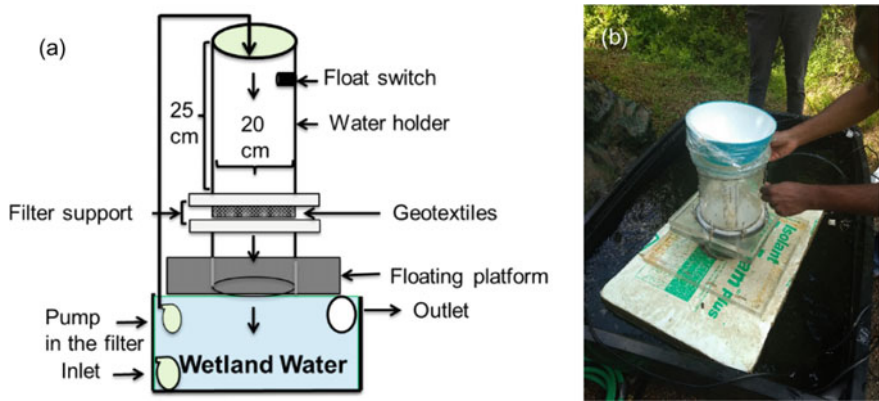 (a)
25
cm
20
cm
Float switch
Water holder
Filter support
Geotextiles
Floating platform
Pump
in the filter
Inlet
Outlet
Wetland Water
(b)
Isolant
Plus